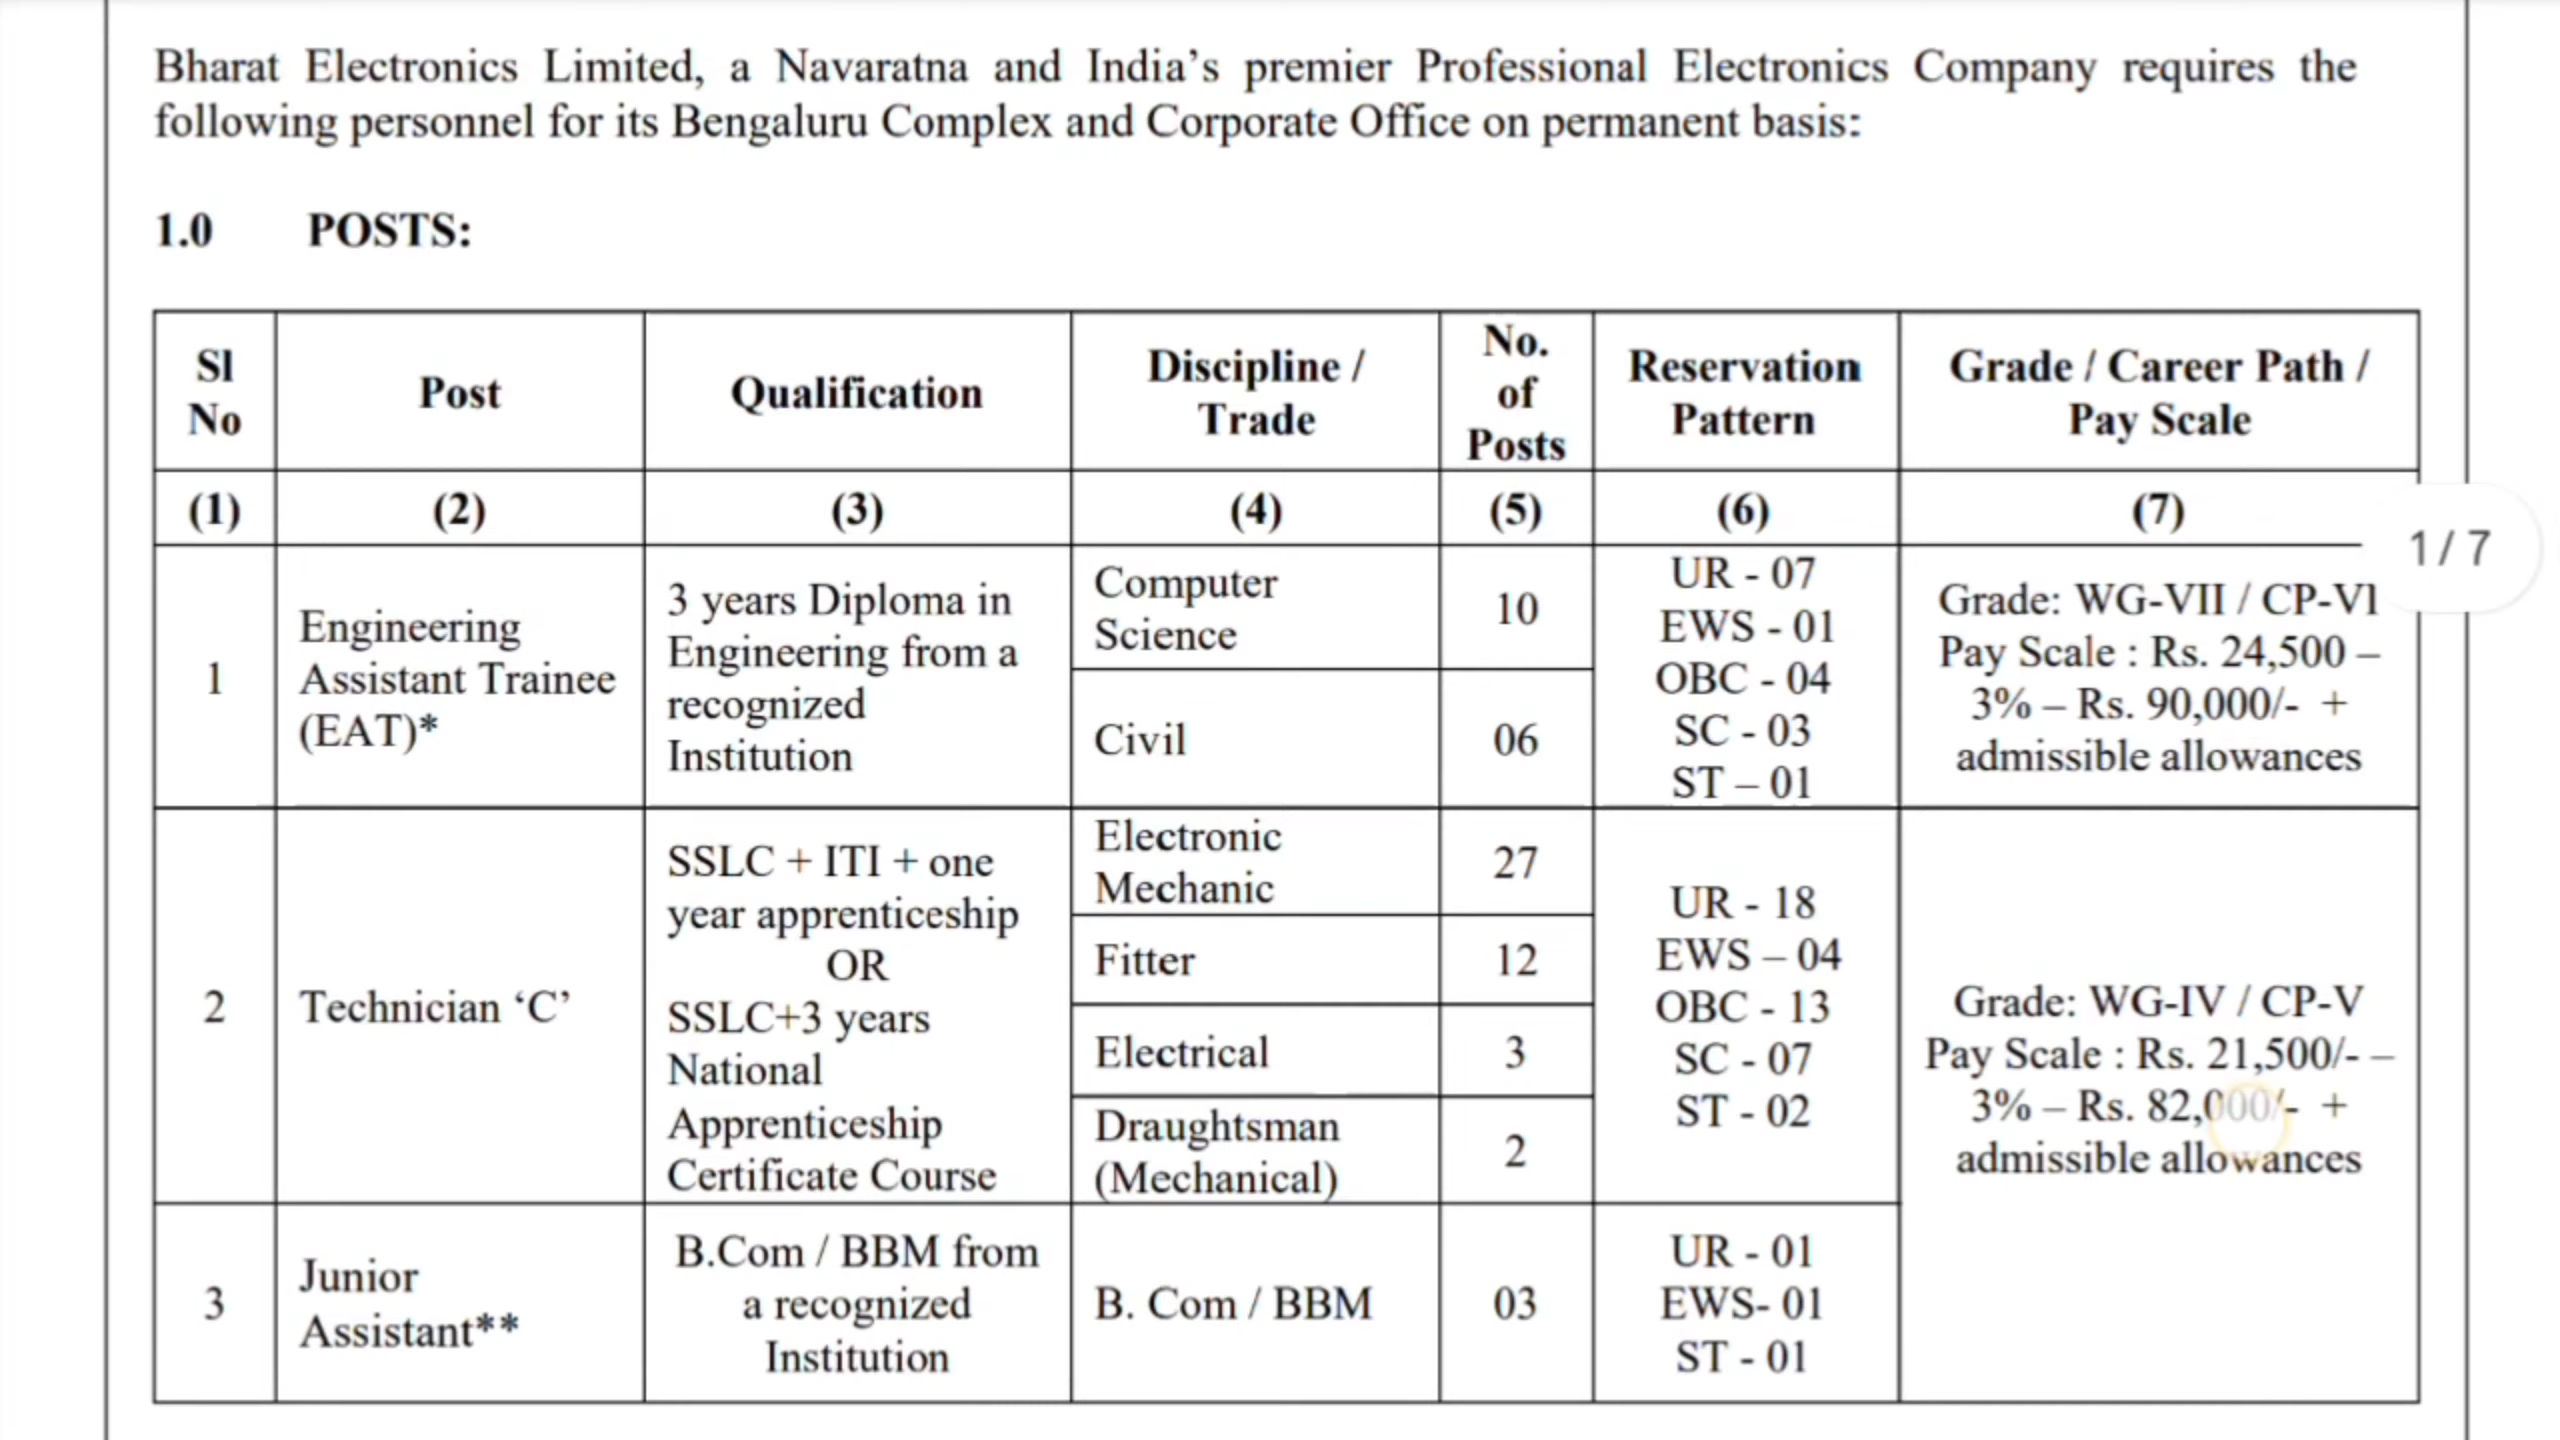 Bharat Electronics Limited, a Navaratna and India's premier Professional Electronics Company requires the
following personnel for its Bengaluru Complex and Corporate Office on permanent basis:
1.0 POSTS:
Sl
No
Post
Qualification
Discipline /
Trade
No.
of
Posts
Reservation
Pattern
Grade / Career Path /
Pay Scale
(1) (2) (3) (4) (5) (6) (7)
1 / 7
1
Engineering
Assistant Trainee
(EAT)*
3 years Diploma in
Engineering from a
recognized
Institution
Computer
Science
10
Civil
06
UR - 07
EWS - 01
OBC - 04
SC - 03
ST – 01
Grade: WG-VII / CP-VI
Pay Scale : Rs. 24,500 –
3% – Rs. 90,000/- +
admissible allowances
2
Technician ‘C’
SSLC + ITI + one
year apprenticeship
OR
SSLC+3 years
National
Apprenticeship
Certificate Course
Electronic
Mechanic
27
Fitter
12
Electrical
3
Draughtsman
(Mechanical)
2
UR - 18
EWS – 04
OBC - 13
SC - 07
ST - 02
Grade: WG-IV / CP-V
Pay Scale : Rs. 21,500/- –
3% – Rs. 82,000/- +
admissible allowances
3
Junior
Assistant**
B.Com / BBM from
a recognized
Institution
B. Com / BBM
03
UR - 01
EWS- 01
ST - 01